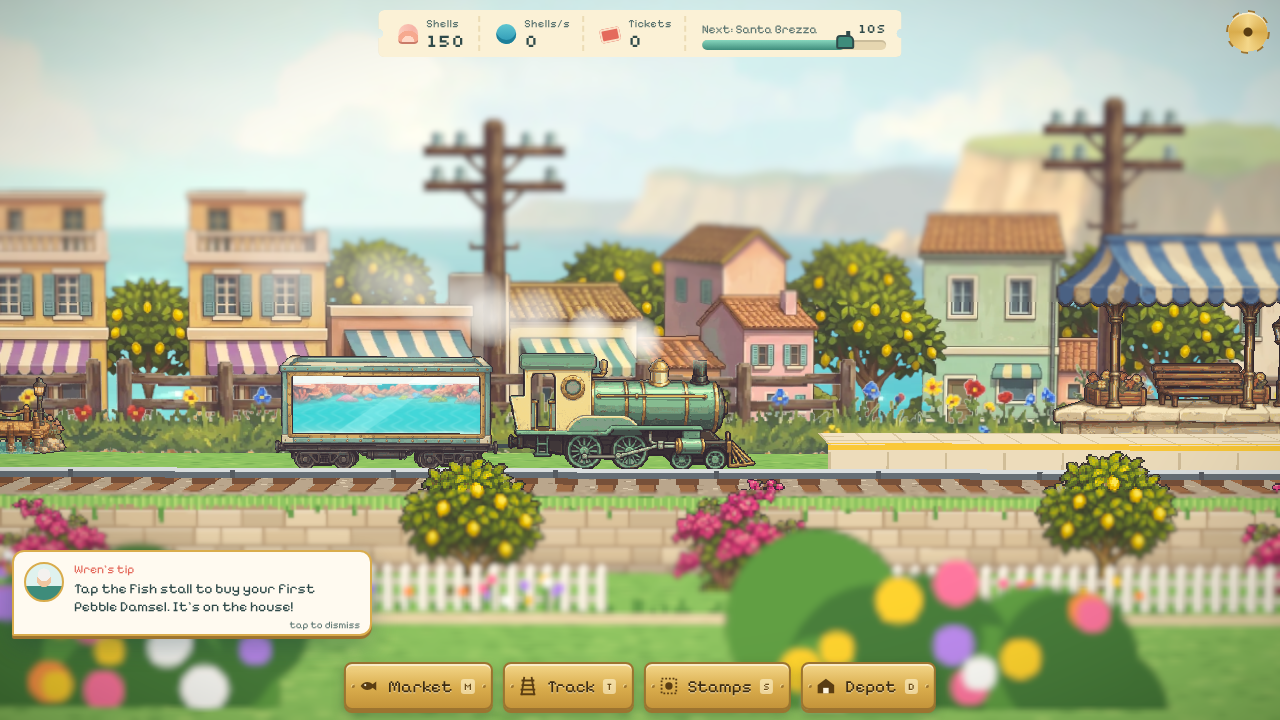 Shells
150
Shells/s
0
Tickets
0
Next: Santa Brezza
10s
Wren's tip
Tap the Fish stall to buy your first
Pebble Damsel. It's on the house!
tap to dismiss
Market M
Track T
Stamps S
Depot D